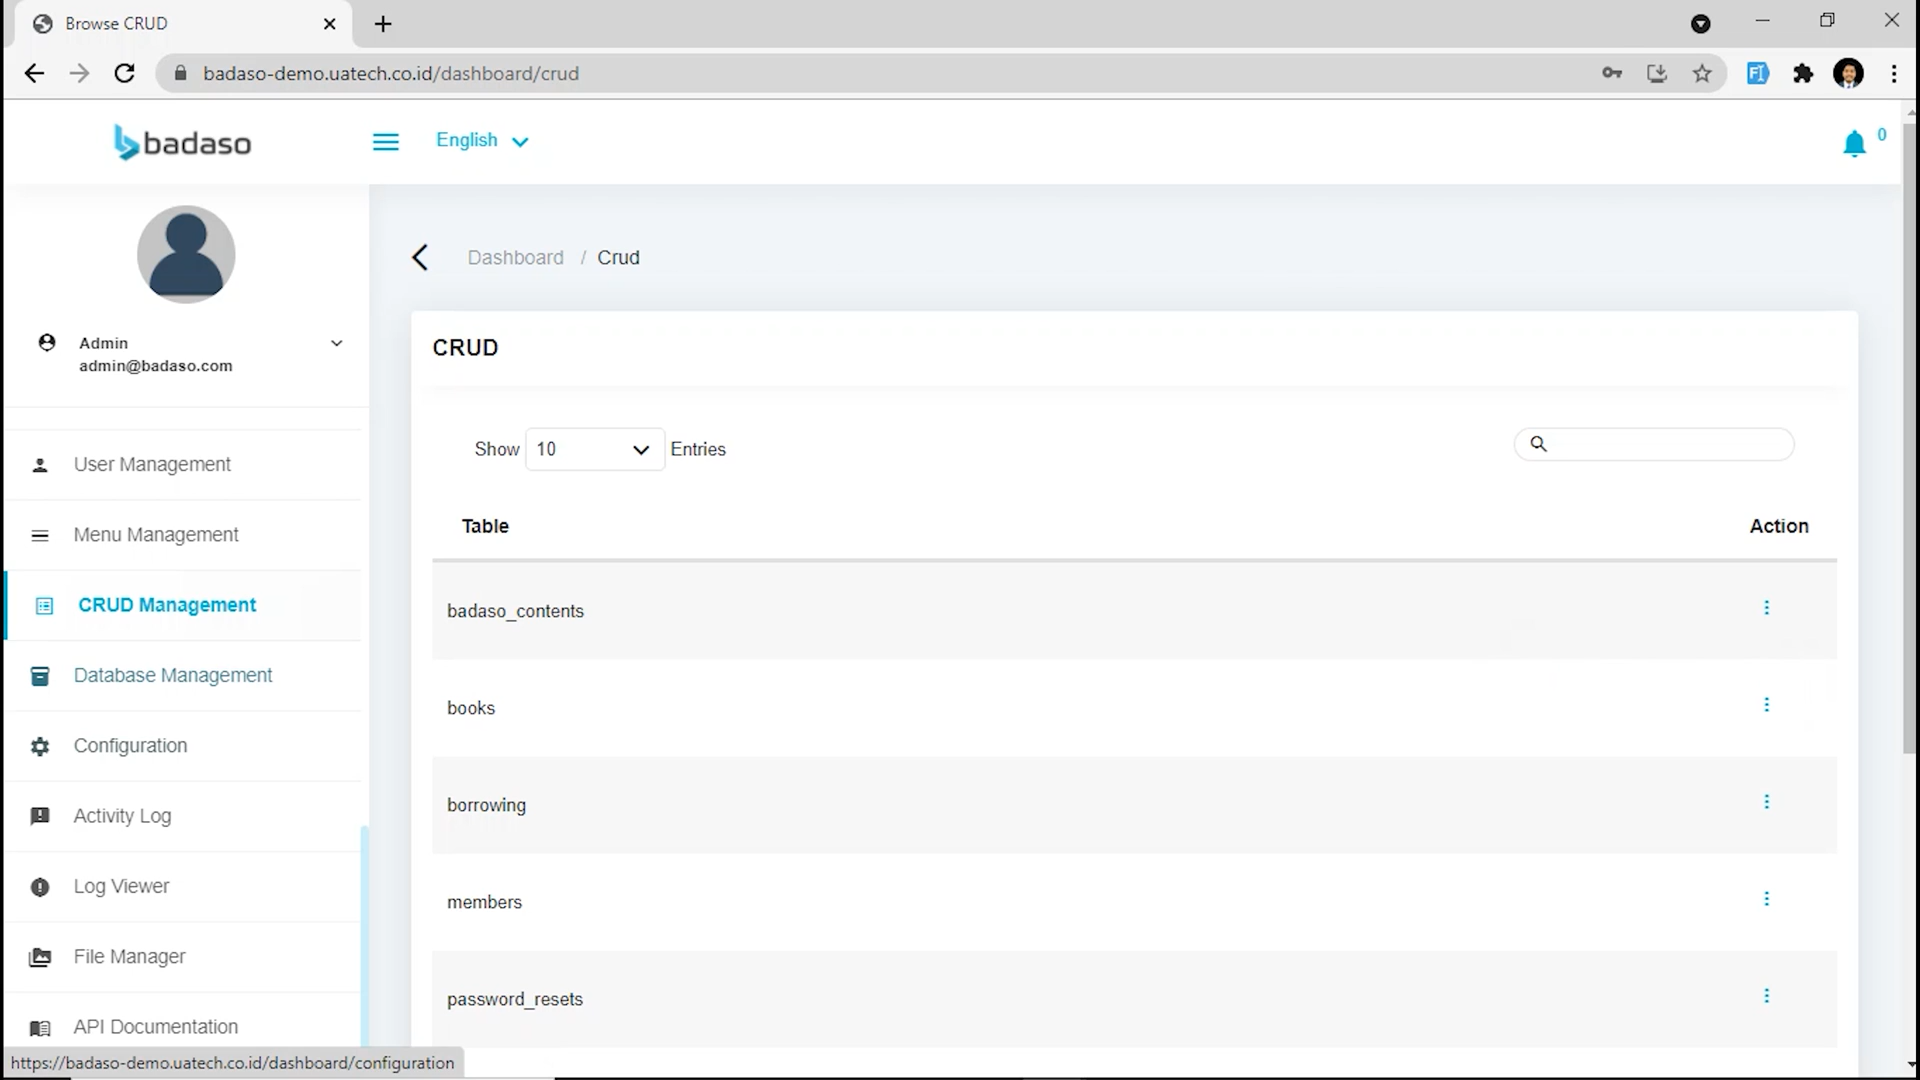 Browse CRUD
badaso-demo.uatech.co.id/dashboard/crud
badaso
English
0
Dashboard / Crud
Admin
admin@badaso.com
CRUD
Show 10 Entries
User Management
Menu Management
CRUD Management
Database Management
Configuration
Activity Log
Log Viewer
File Manager
API Documentation
Table Action
badaso_contents
books
borrowing
members
password_resets
https://badaso-demo.uatech.co.id/dashboard/configuration